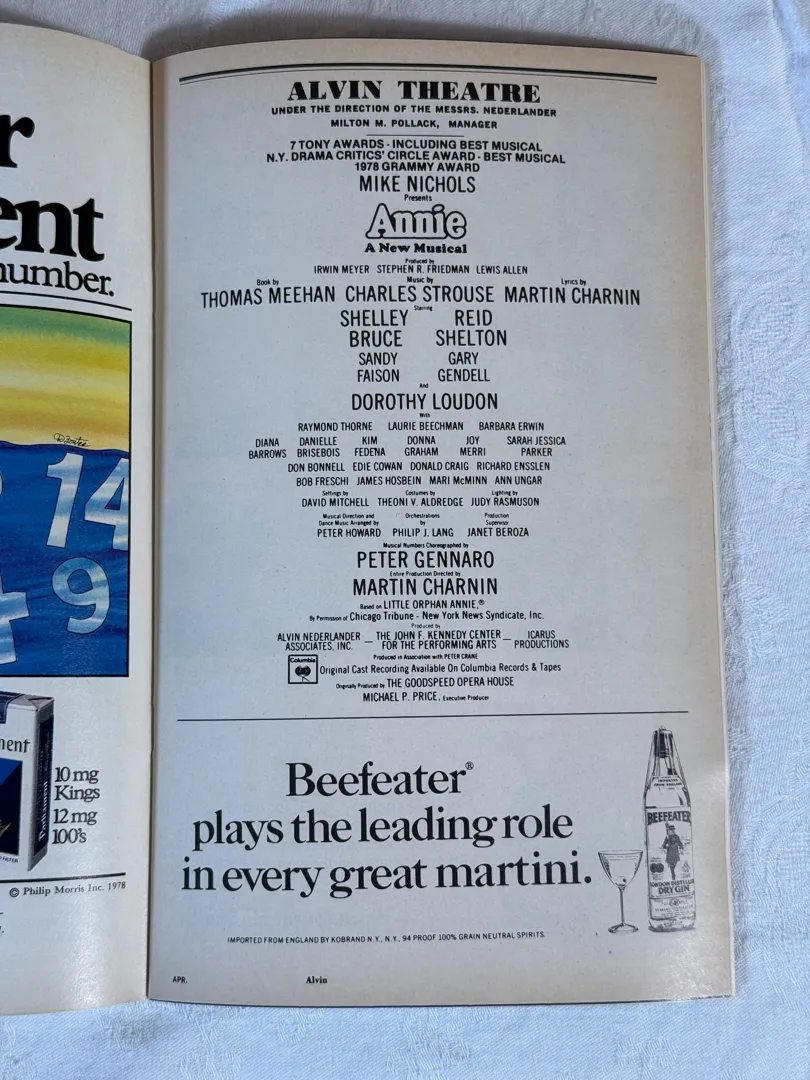 r
ent
number.
D. Foster
14
9
4
ment
Parliament
10 mg
Kings
12 mg
100's
© Philip Morris Inc. 1978
ALVIN THEATRE
UNDER THE DIRECTION OF THE MESSRS. NEDERLANDER
MILTON M. POLLACK, MANAGER
7 TONY AWARDS - INCLUDING BEST MUSICAL
N.Y. DRAMA CRITICS' CIRCLE AWARD - BEST MUSICAL
1978 GRAMMY AWARD
MIKE NICHOLS
Presents
Annie
A New Musical
Produced by
IRWIN MEYER STEPHEN R. FRIEDMAN LEWIS ALLEN
Book by Music by Lyrics by
THOMAS MEEHAN CHARLES STROUSE MARTIN CHARNIN
Starring
SHELLEY REID
BRUCE SHELTON
SANDY GARY
FAISON GENDELL
And
DOROTHY LOUDON
With
RAYMOND THORNE LAURIE BEECHMAN BARBARA ERWIN
DIANA DANIELLE KIM DONNA JOY SARAH JESSICA
BARROWS BRISEBOIS FEDENA GRAHAM MERRI PARKER
DON BONNELL EDIE COWAN DONALD CRAIG RICHARD ENSSLEN
BOB FRESCHI JAMES HOSBEIN MARI McMINN ANN UNGAR
Settings by Costumes by Lighting by
DAVID MITCHELL THEONI V. ALDREDGE JUDY RASMUSON
Musical Direction and Orchestrations Production
Dance Music Arranged by by Supervisor
PETER HOWARD PHILIP J. LANG JANET BEROZA
Musical Numbers Choreographed by
PETER GENNARO
Entire Production Directed by
MARTIN CHARNIN
Based on LITTLE ORPHAN ANNIE,®
By Permission of Chicago Tribune - New York News Syndicate, Inc.
Produced by
ALVIN NEDERLANDER — THE JOHN F. KENNEDY CENTER — ICARUS
ASSOCIATES, INC. FOR THE PERFORMING ARTS PRODUCTIONS
Produced in Association with PETER CRANE
Columbia
Original Cast Recording Available On Columbia Records & Tapes
Originally Produced by THE GOODSPEED OPERA HOUSE
MICHAEL P. PRICE, Executive Producer
Beefeater®
plays the leading role
in every great martini.
BEEFEATER
LONDON DISTILLED
DRY GIN
IMPORTED FROM ENGLAND BY KOBRAND N.Y., N.Y., 94 PROOF 100% GRAIN NEUTRAL SPIRITS.
APR. Alvin